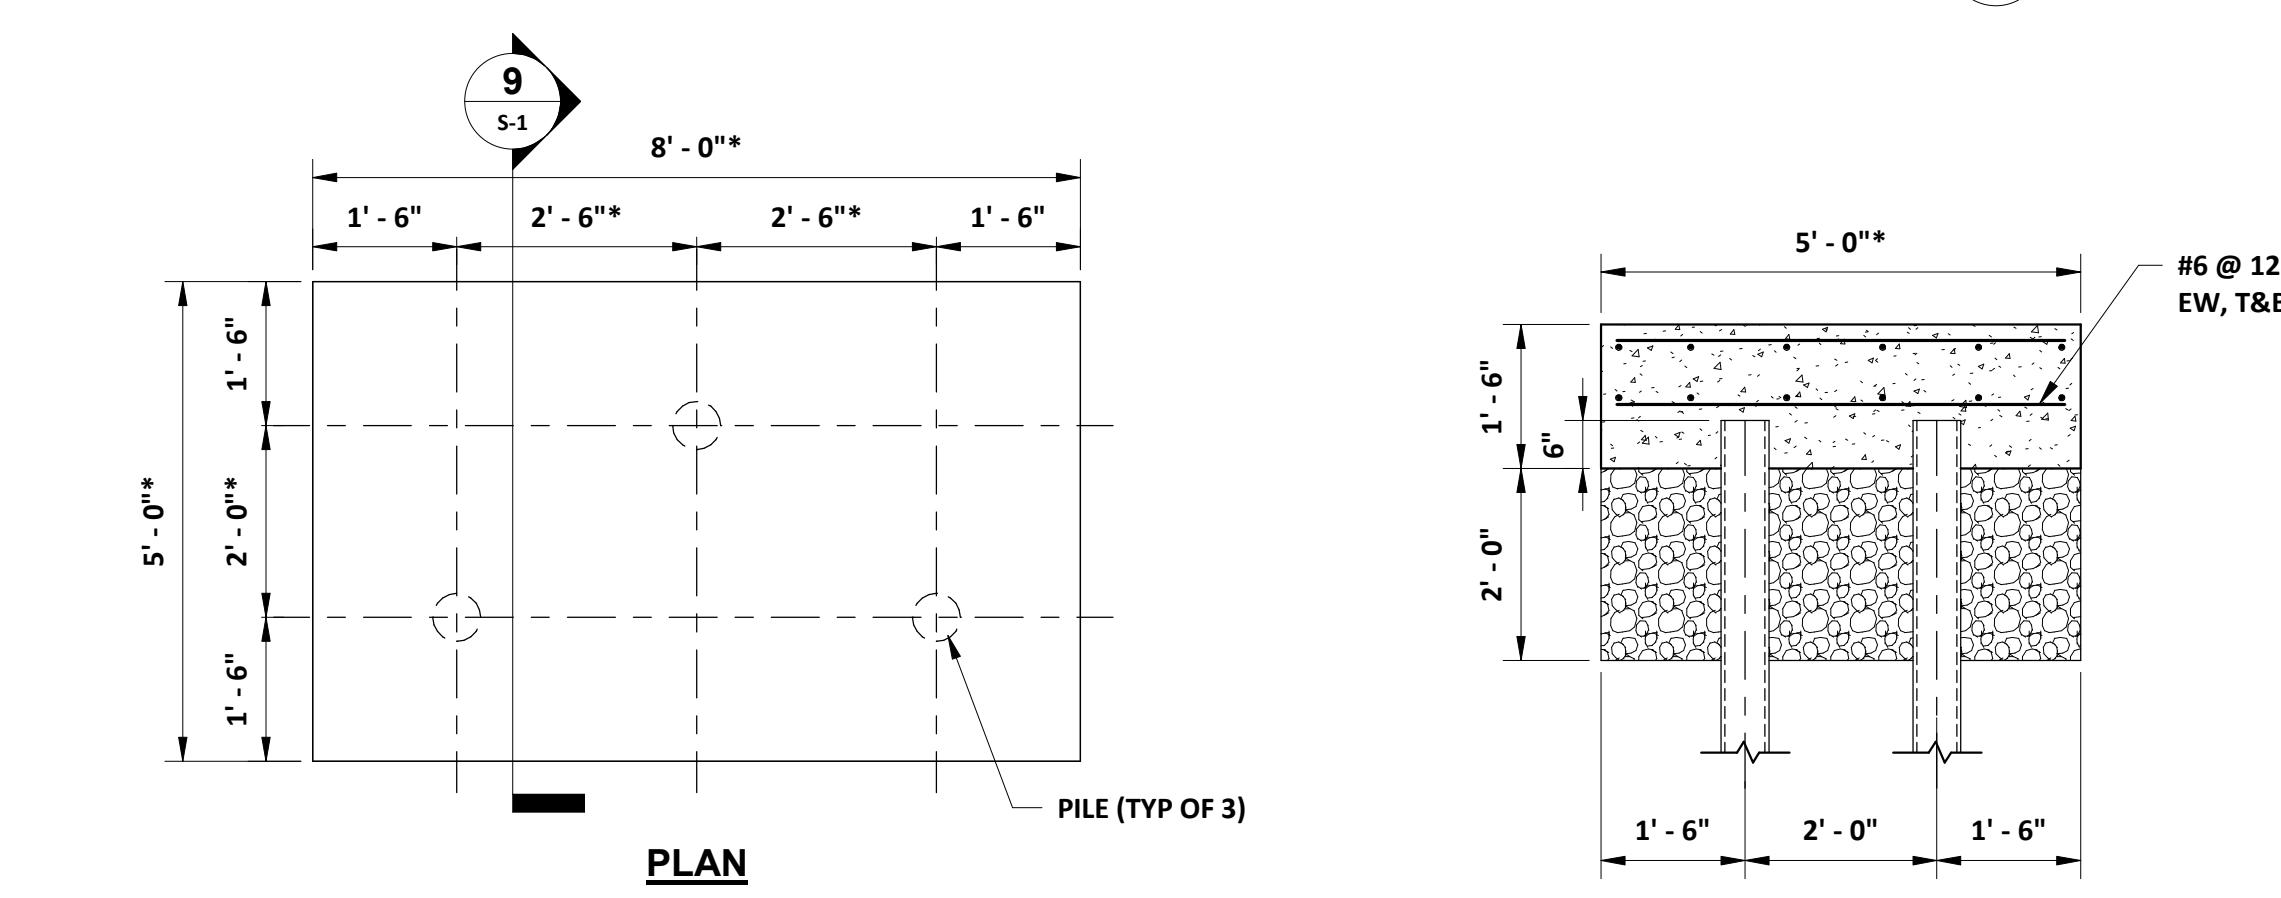 9
S-1
8' - 0"*
1' - 6"
2' - 6"*
2' - 6"*
1' - 6"
1' - 6"
2' - 0"*
1' - 6"
5' - 0"*
PILE (TYP OF 3)
PLAN
5' - 0"*
#6 @ 12
EW, T&
1' - 6"
6"
2' - 0"
1' - 6"
2' - 0"
1' - 6"